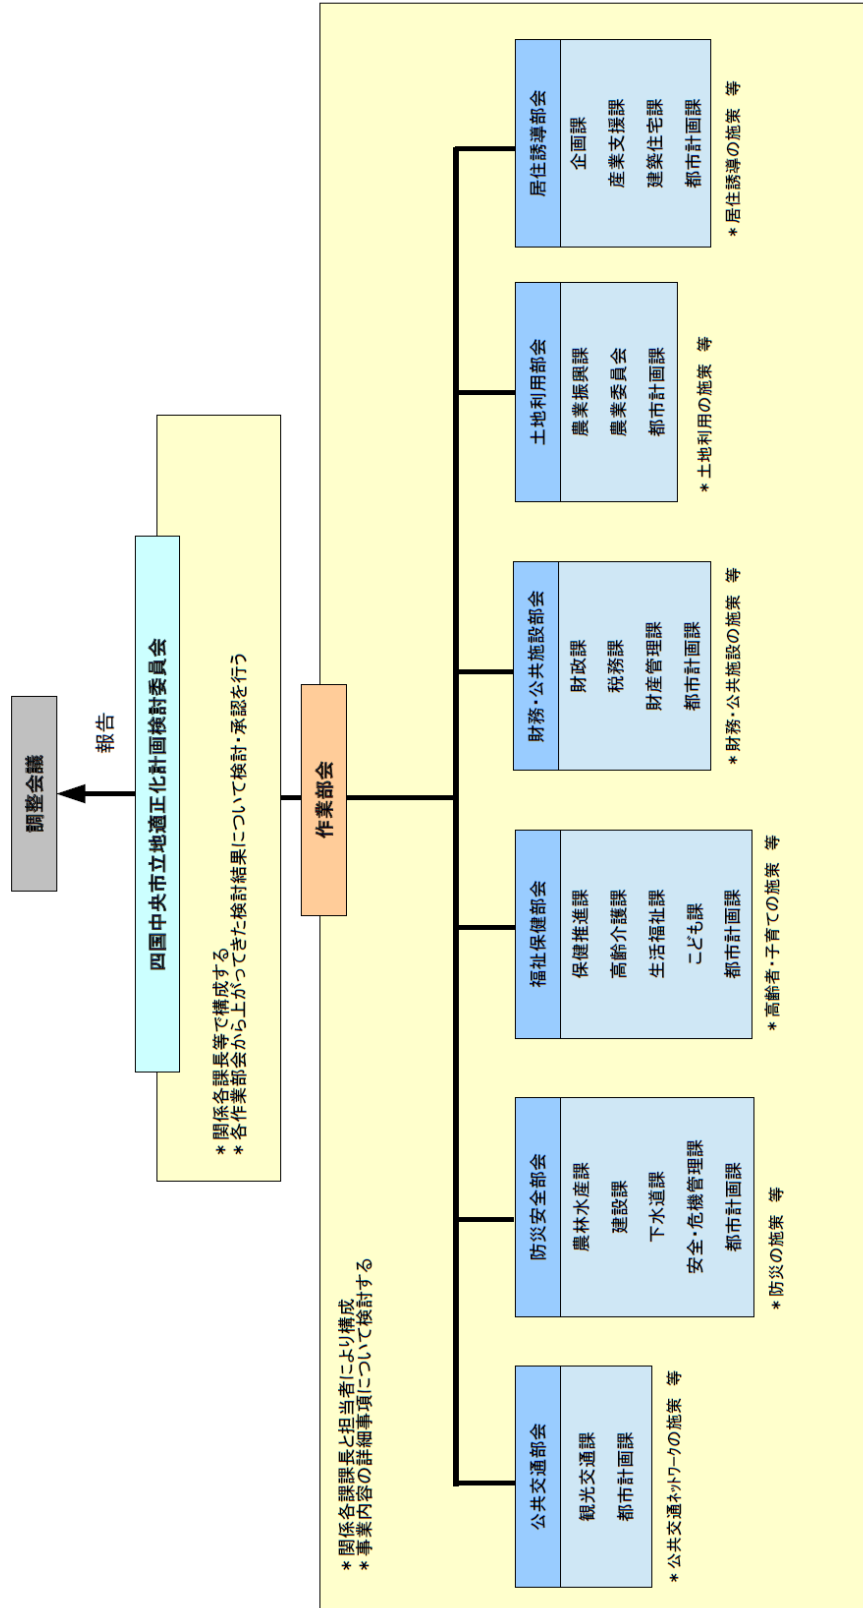 調整会議
報告
四国中央市立地適正化計画検討委員会
*関係各課長等で構成する
*各作業部会から上がってきた検討結果について検討・承認を行う
作業部会
*関係各課課長と担当者により構成
*事業内容の詳細事項について検討する
公共交通部会
観光交通課
都市計画課
*公共交通ネットワークの施策 等
防災安全部会
農林水産課
建設課
下水道課
安全・危機管理課
都市計画課
*防災の施策 等
福祉保健部会
保健推進課
高齢介護課
生活福祉課
こども課
都市計画課
*高齢者・子育ての施策 等
財務・公共施設部会
財政課
税務課
財産管理課
都市計画課
*財務・公共施設の施策 等
土地利用部会
農業振興課
農業委員会
都市計画課
*土地利用の施策 等
居住誘導部会
企画課
産業支援課
建築住宅課
都市計画課
*居住誘導の施策 等